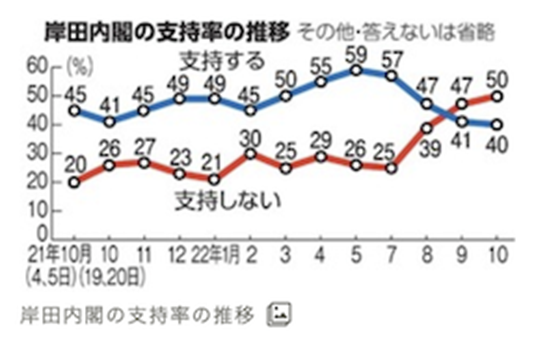 岸田内閣の支持率の推移 その他・答えないは省略
60 (%) 支持する
50
40
30
20
10
0
45 41 45 49 49 45 50 55 59 57 47 41 40
20 26 27 23 21 30 25 29 26 25 39 47 50
支持しない
21年10月 10 11 12 22年1月 2 3 4 5 6 7 8 9 10
(4、5日)(19、20日)
岸田内閣の支持率の推移